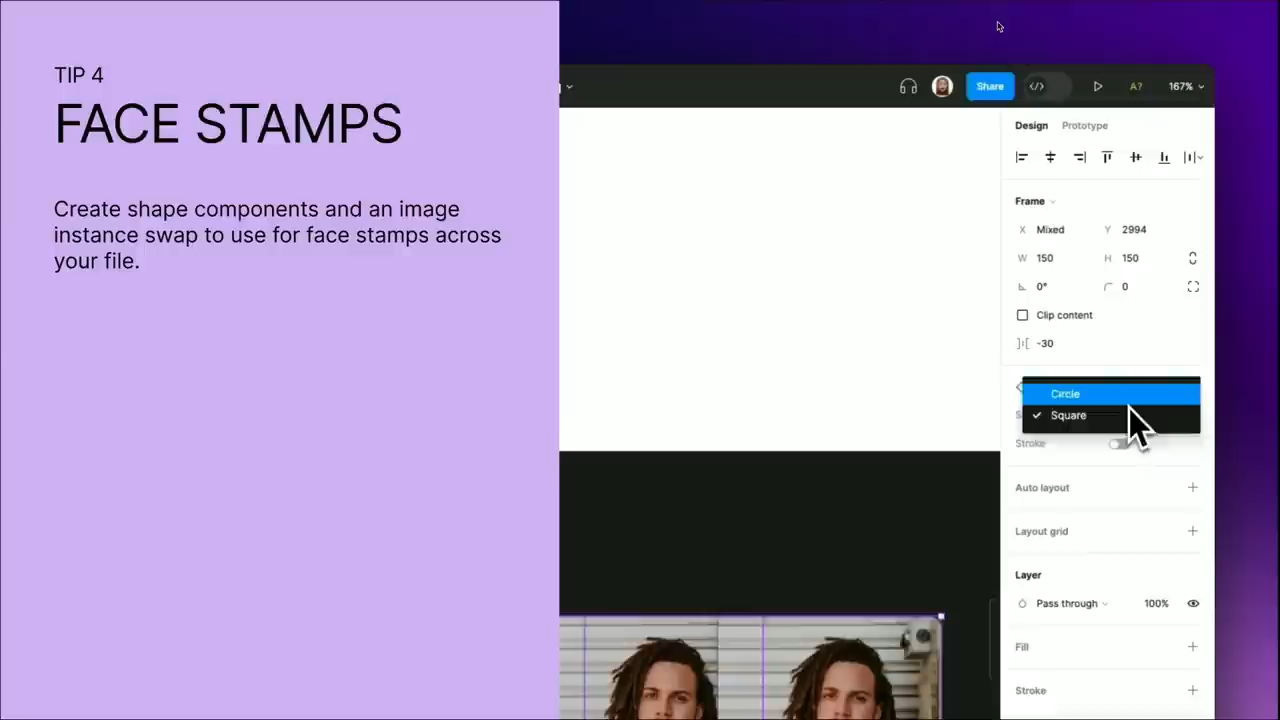 TIP 4
FACE STAMPS
Create shape components and an image
instance swap to use for face stamps across
your file.
Share
</>
A?
167%
Design Prototype
Frame
X Mixed Y 2994
W 150 H 150
0° 0
Clip content
-30
Circle
Square
Stroke
Auto layout
Layout grid
Layer
Pass through 100%
Fill
Stroke